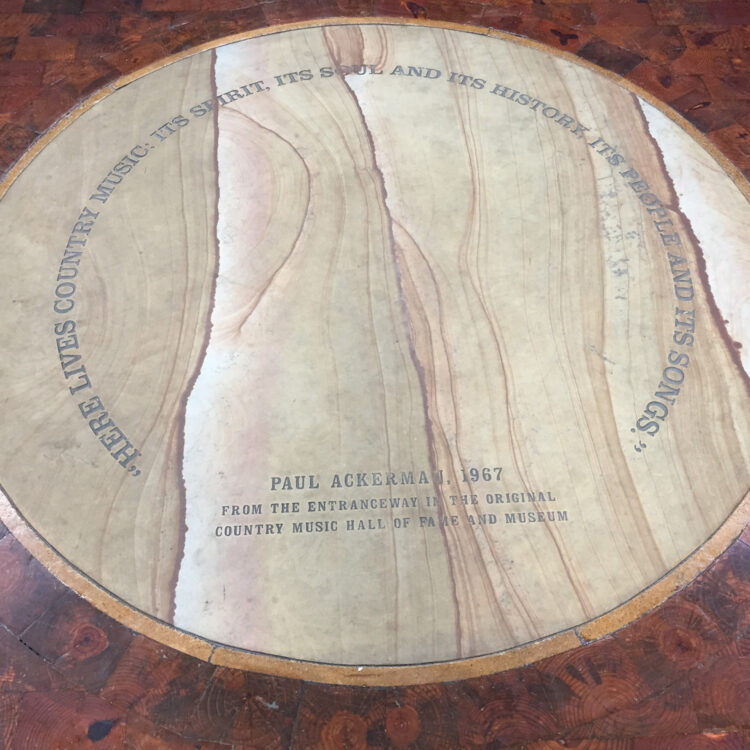 "HERE LIVES COUNTRY MUSIC: ITS SPIRIT, ITS SOUL AND ITS HISTORY, ITS PEOPLE AND ITS SONGS."
PAUL ACKERMAN, 1967
FROM THE ENTRANCEWAY IN THE ORIGINAL
COUNTRY MUSIC HALL OF FAME AND MUSEUM